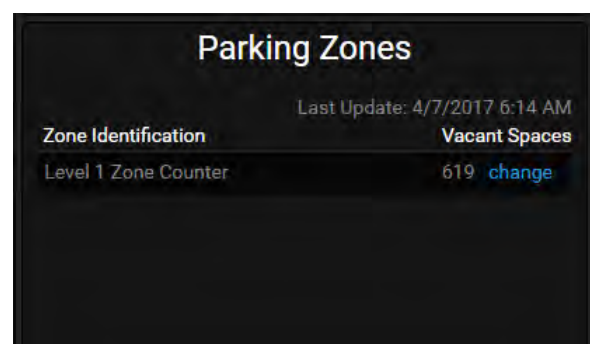 Parking Zones
Last Update: 4/7/2017 6:14 AM
Zone Identification Vacant Spaces
Level 1 Zone Counter 619 change